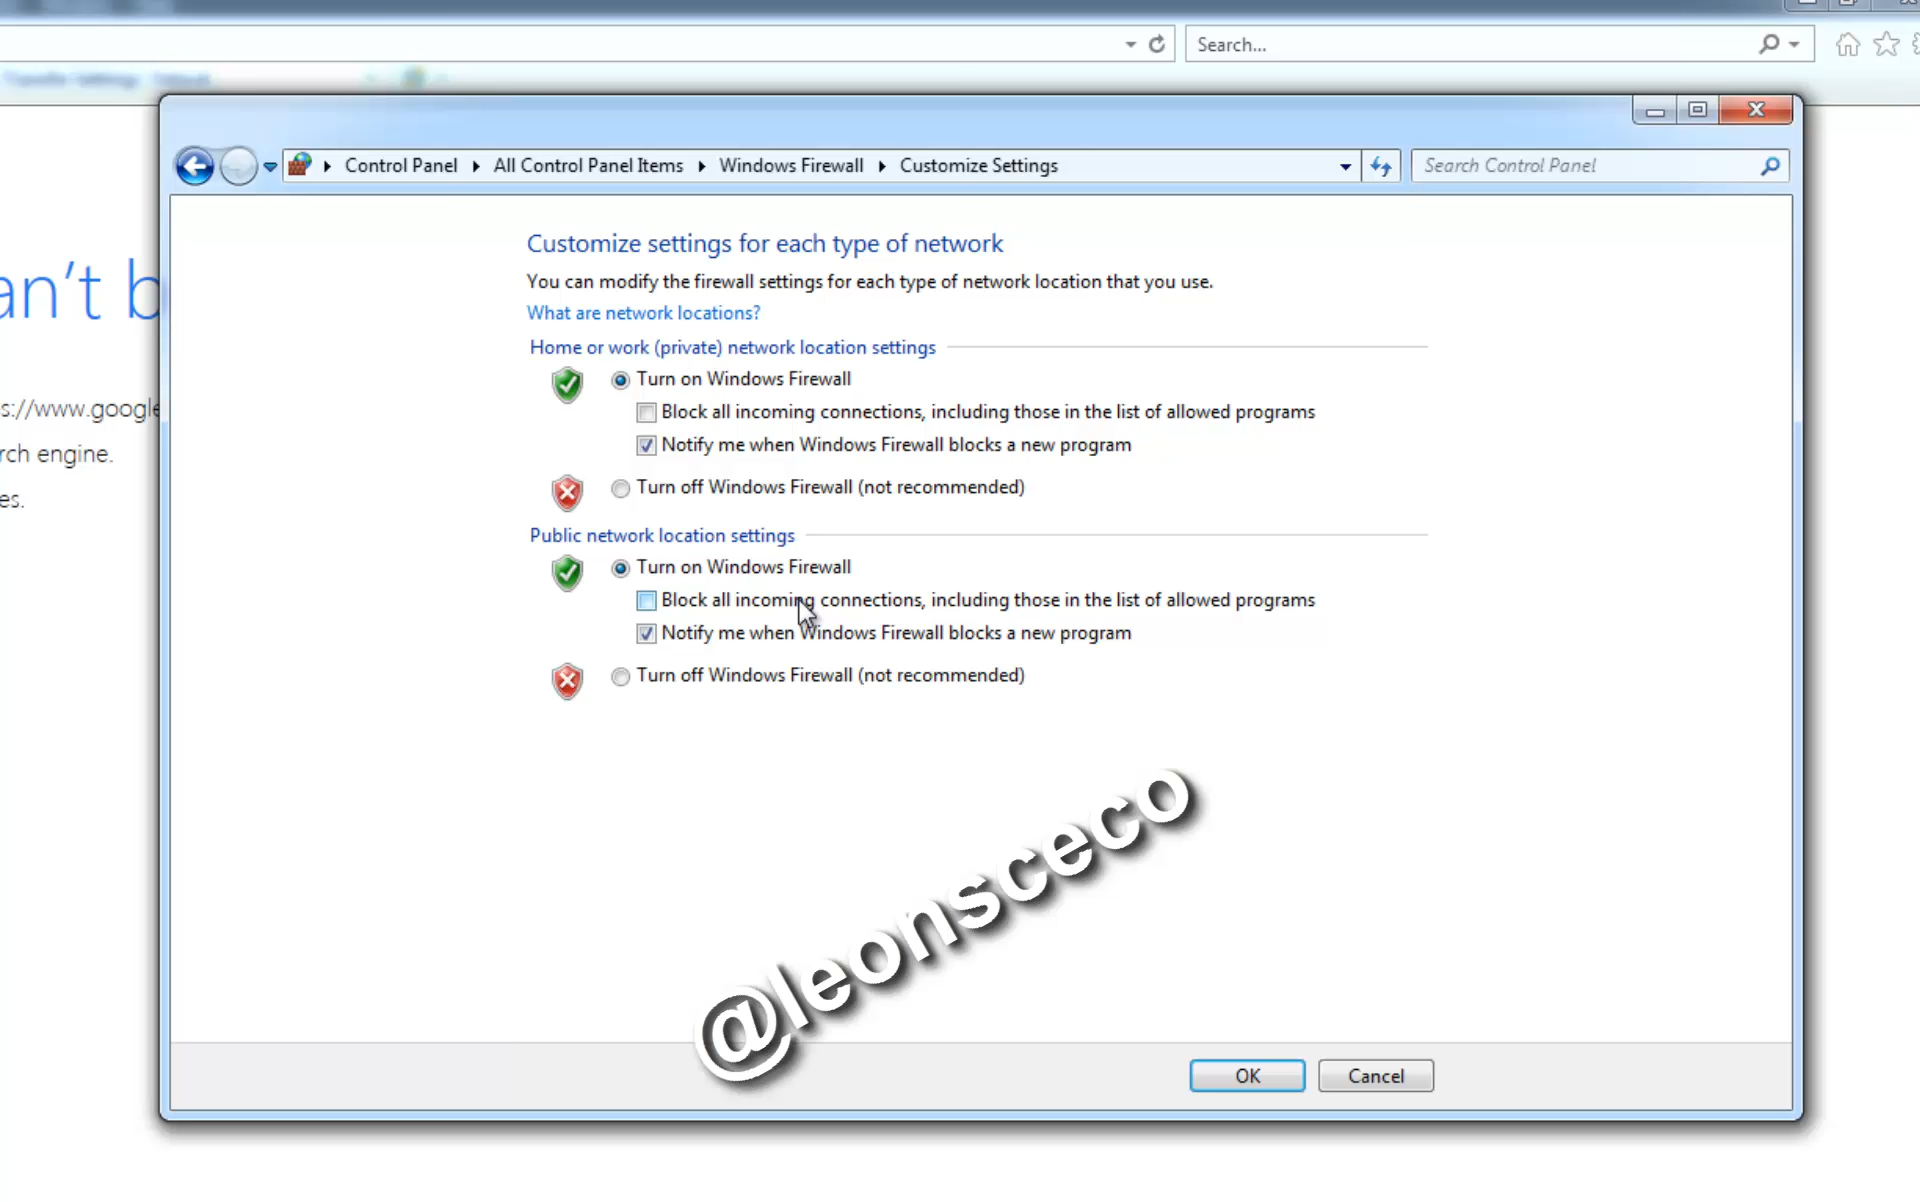 Search...
Control Panel All Control Panel Items Windows Firewall Customize Settings
Search Control Panel
Customize settings for each type of network
an't b
You can modify the firewall settings for each type of network location that you use.
What are network locations?
Home or work (private) network location settings
Turn on Windows Firewall
s://www.google
Block all incoming connections, including those in the list of allowed programs
rch engine.
Notify me when Windows Firewall blocks a new program
es.
Turn off Windows Firewall (not recommended)
Public network location settings
Turn on Windows Firewall
Block all incoming connections, including those in the list of allowed programs
Notify me when Windows Firewall blocks a new program
Turn off Windows Firewall (not recommended)
@leonsceco
OK Cancel